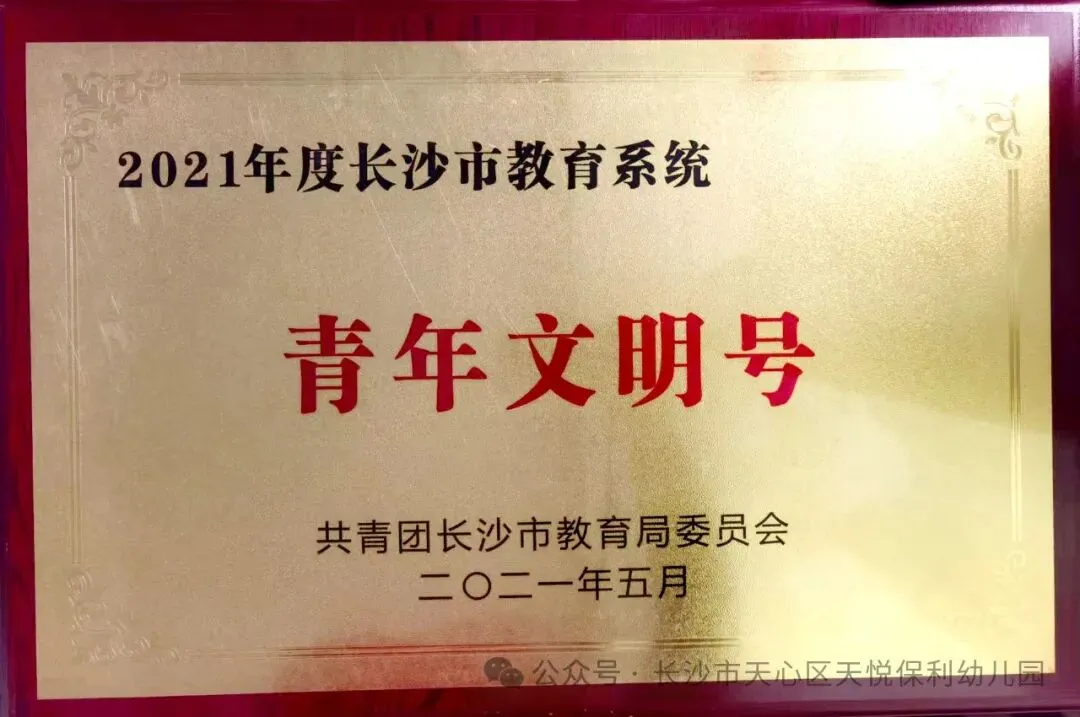 2021年度长沙市教育系统
青年文明号
共青团长沙市教育局委员会
二〇二一年五月
公众号·长沙市天心区天悦保利幼儿园